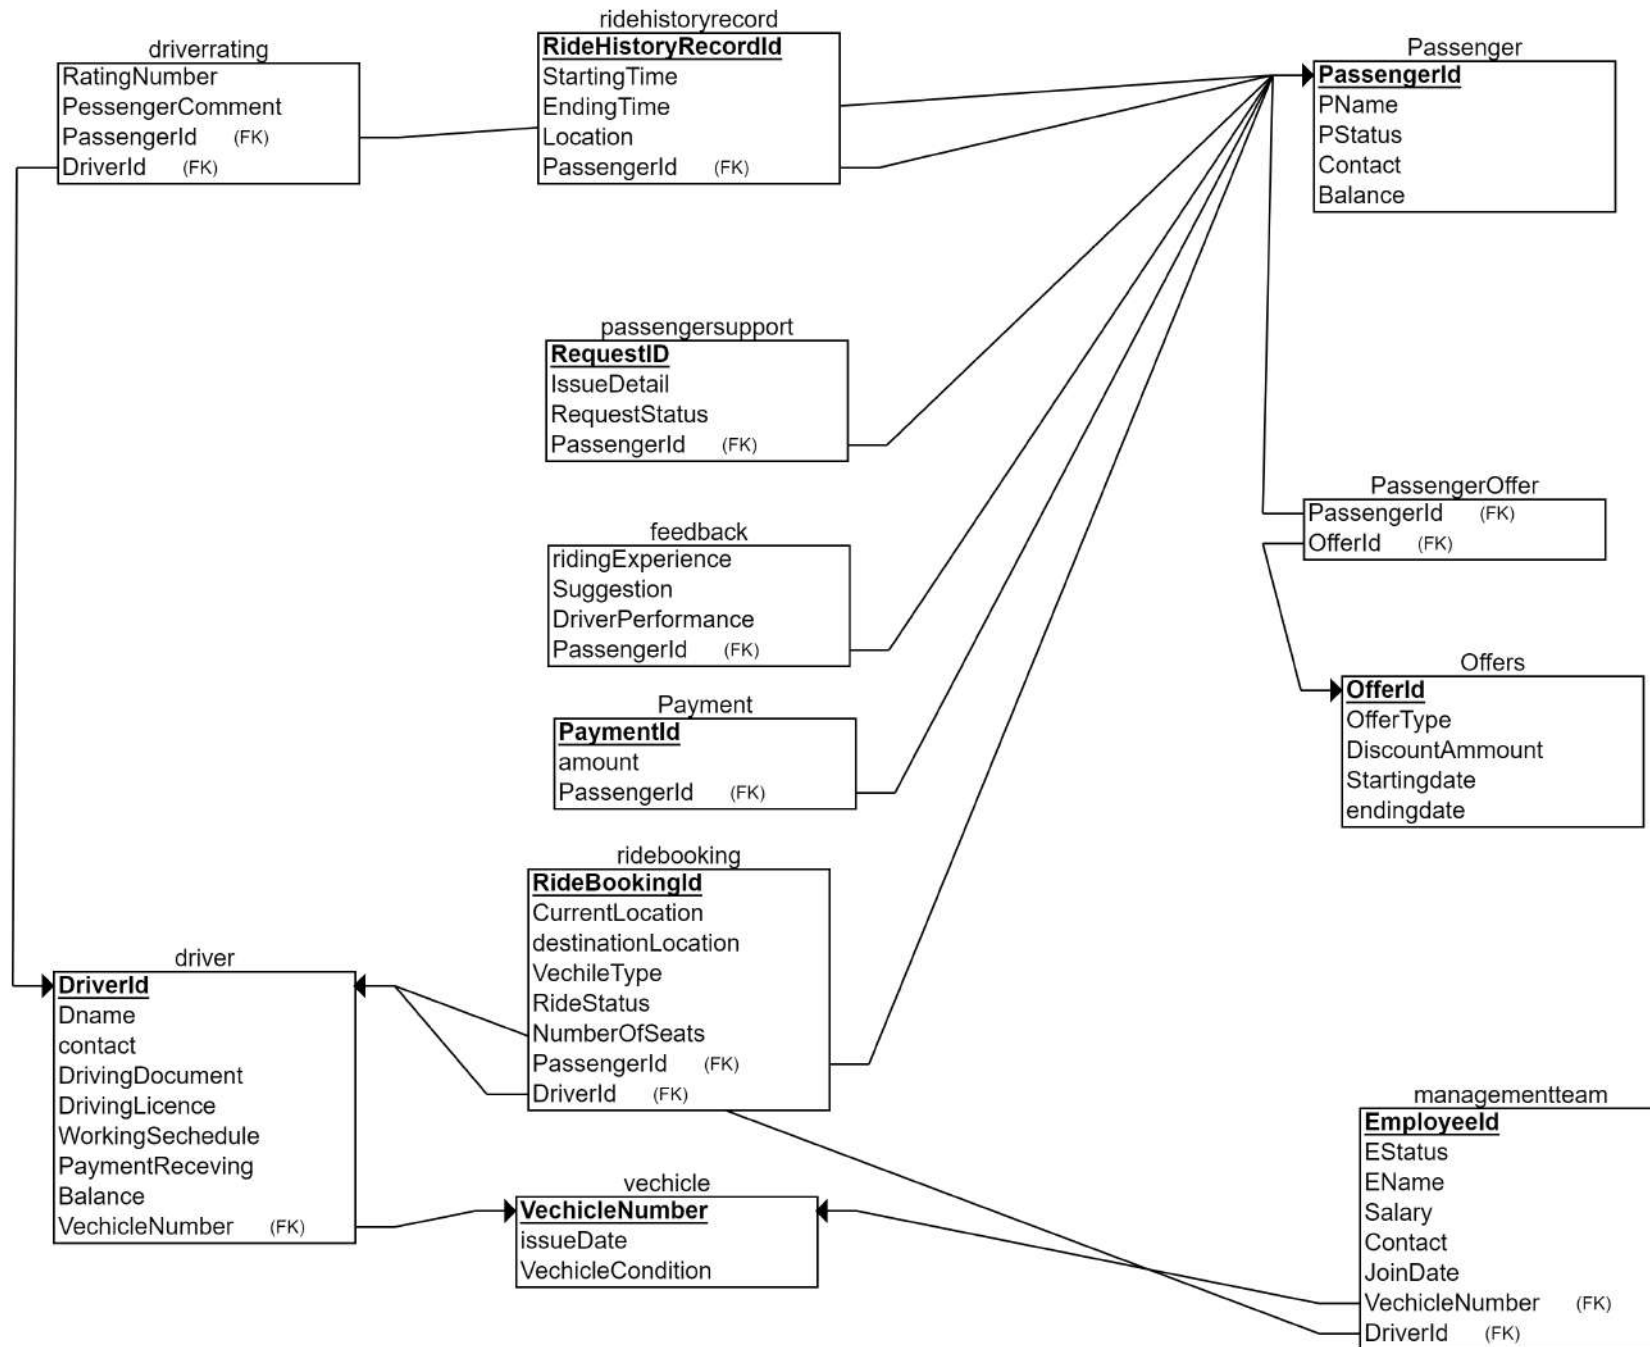 driverrating
RatingNumber
PessengerComment
PassengerId (FK)
DriverId (FK)
ridehistoryrecord
RideHistoryRecordId
StartingTime
EndingTime
Location
PassengerId (FK)
Passenger
PassengerId
PName
PStatus
Contact
Balance
passengersupport
RequestID
IssueDetail
RequestStatus
PassengerId (FK)
PassengerOffer
PassengerId (FK)
OfferId (FK)
feedback
ridingExperience
Suggestion
DriverPerformance
PassengerId (FK)
Offers
OfferId
OfferType
DiscountAmmount
Startingdate
endingdate
Payment
PaymentId
amount
PassengerId (FK)
ridebooking
RideBookingId
CurrentLocation
destinationLocation
VechileType
RideStatus
NumberOfSeats
PassengerId (FK)
DriverId (FK)
driver
DriverId
Dname
contact
DrivingDocument
DrivingLicence
WorkingSechedule
PaymentReceving
Balance
VechicleNumber (FK)
vechicle
VechicleNumber
issueDate
VechicleCondition
managementteam
EmployeeId
EStatus
EName
Salary
Contact
JoinDate
VechicleNumber (FK)
DriverId (FK)